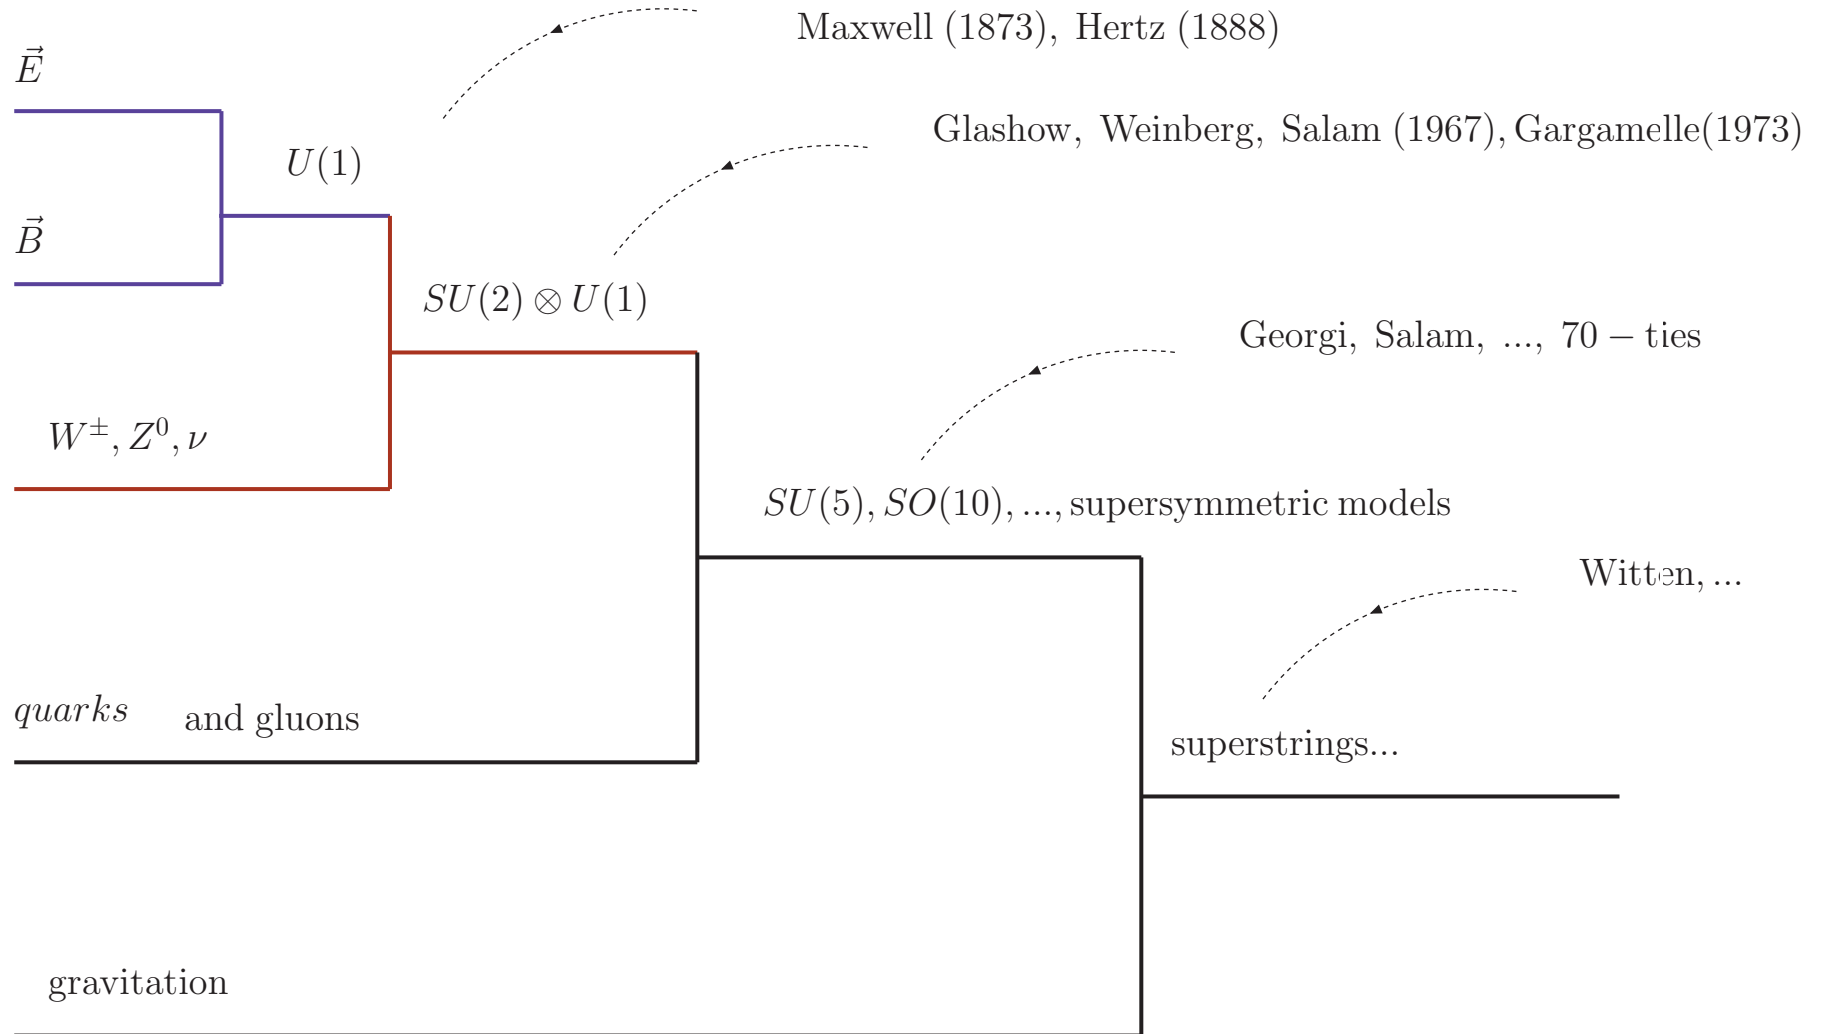 Maxwell (1873), Hertz (1888)
E⃗
Glashow, Weinberg, Salam (1967), Gargamelle(1973)
U(1)
B⃗
SU(2) ⊗ U(1)
Georgi, Salam, ..., 70 − ties
W±, Z⁰, ν
SU(5), SO(10), ..., supersymmetric models
Witten, ...
quarks and gluons
superstrings...
gravitation